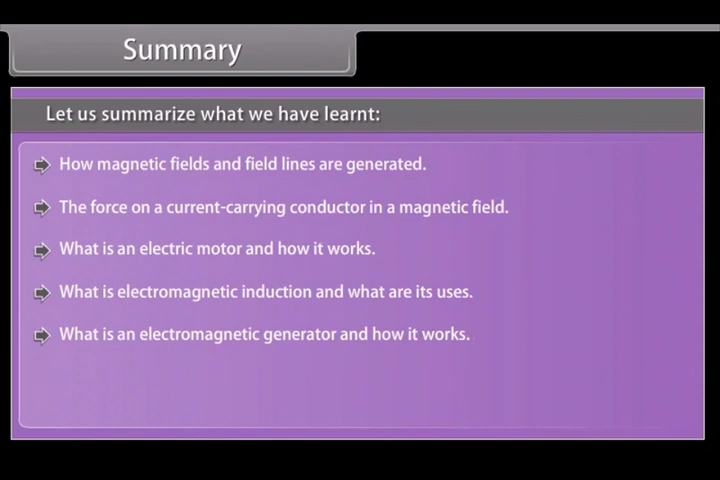 Summary
Let us summarize what we have learnt:
How magnetic fields and field lines are generated.
The force on a current-carrying conductor in a magnetic field.
What is an electric motor and how it works.
What is electromagnetic induction and what are its uses.
What is an electromagnetic generator and how it works.